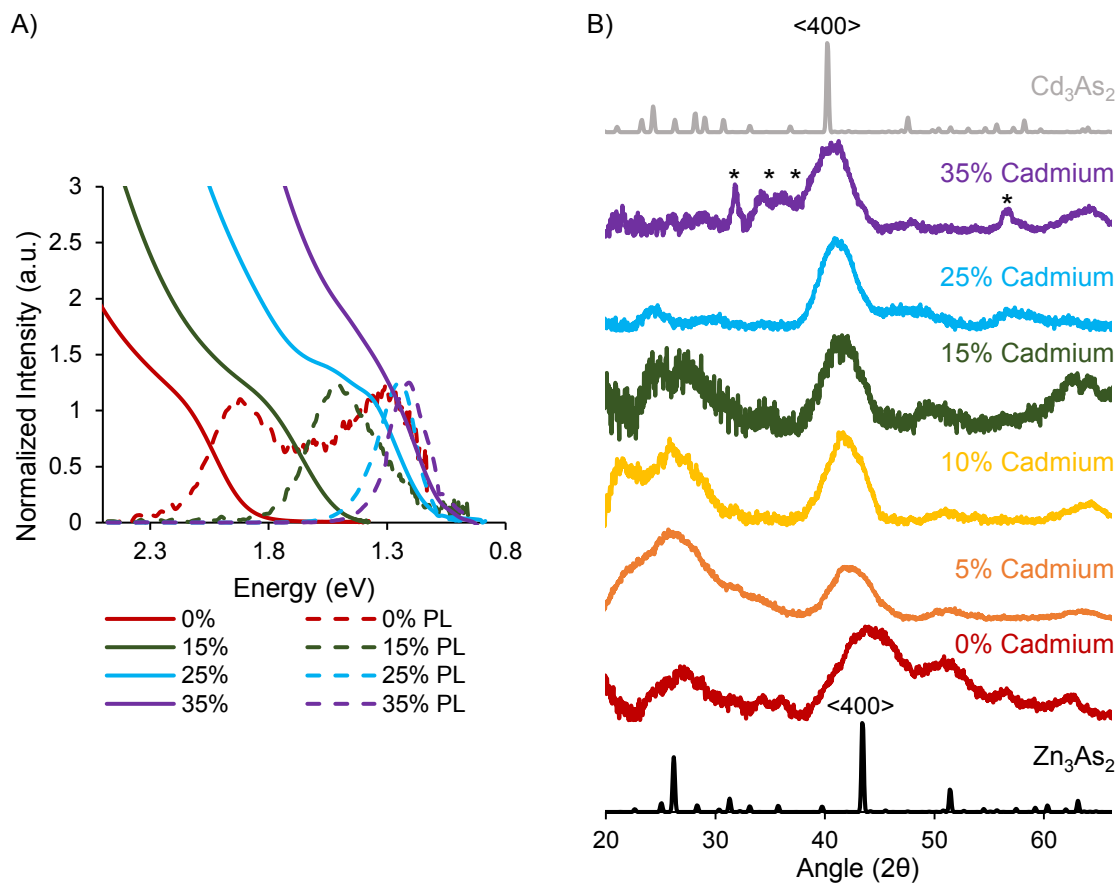 A)
3
2.5
2
1.5
1
0.5
0
Normalized Intensity (a.u.)
2.3 1.8 1.3 0.8
Energy (eV)
0% 0% PL
15% 15% PL
25% 25% PL
35% 35% PL
B)
<400>
Cd₃As₂
35% Cadmium
* * * *
25% Cadmium
15% Cadmium
10% Cadmium
5% Cadmium
0% Cadmium
<400>
Zn₃As₂
20 30 40 50 60
Angle (2θ)